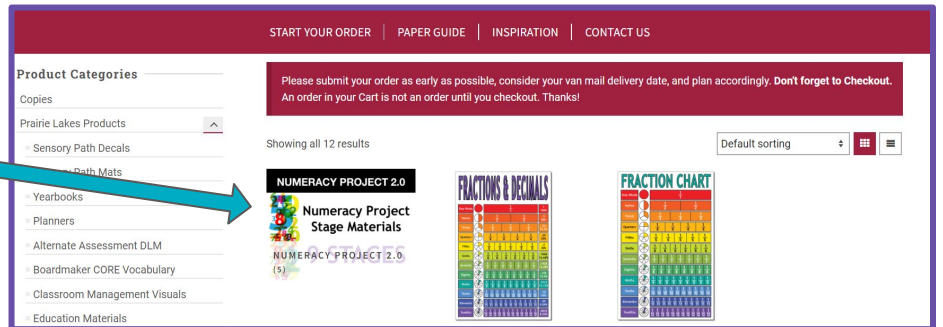 START YOUR ORDER
PAPER GUIDE
INSPIRATION
CONTACT US
Product Categories
Copies
Prairie Lakes Products
Sensory Path Decals
Path Mats
Yearbooks
Planners
Alternate Assessment DLM
Boardmaker CORE Vocabulary
Classroom Management Visuals
Education Materials
Please submit your order as early as possible, consider your van mail delivery date, and plan accordingly. Don't forget to Checkout.
An order in your Cart is not an order until you checkout. Thanks!
Showing all 12 results
Default sorting
NUMERACY PROJECT 2.0
Numeracy Project
Stage Materials
9 STAGES
NUMERACY PROJECT 2.0
(5)
FRACTIONS & DECIMALS
FRACTION CHART